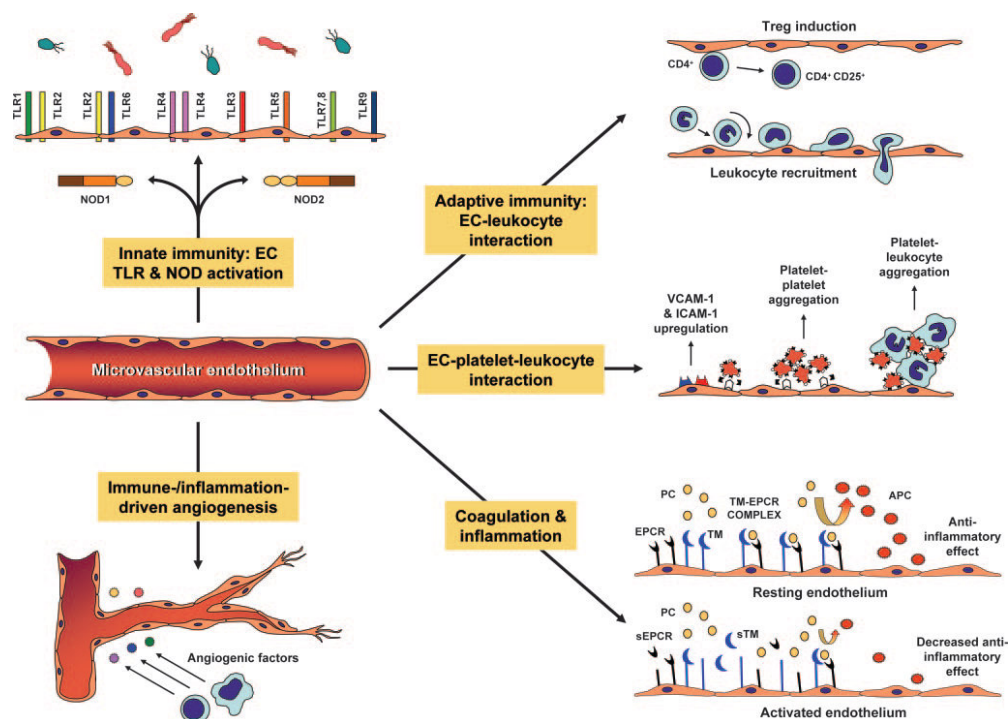 TLR1
TLR2
TLR2
TLR6
TLR4
TLR4
TLR3
TLR5
TLR7,8
TLR9
NOD1
NOD2
Innate immunity: EC
TLR & NOD activation
Treg induction
CD4⁺
CD4⁺ CD25⁺
Leukocyte recruitment
Adaptive immunity:
EC-leukocyte
interaction
Microvascular endothelium
EC-platelet-leukocyte
interaction
VCAM-1
& ICAM-1
upregulation
Platelet-
platelet
aggregation
Platelet-
leukocyte
aggregation
Immune-/inflammation-
driven angiogenesis
Angiogenic factors
Coagulation &
inflammation
PC
TM-EPCR
COMPLEX
APC
EPCR
TM
Anti-
inflammatory
effect
Resting endothelium
PC
sEPCR
sTM
Decreased anti-
inflammatory
effect
Activated endothelium